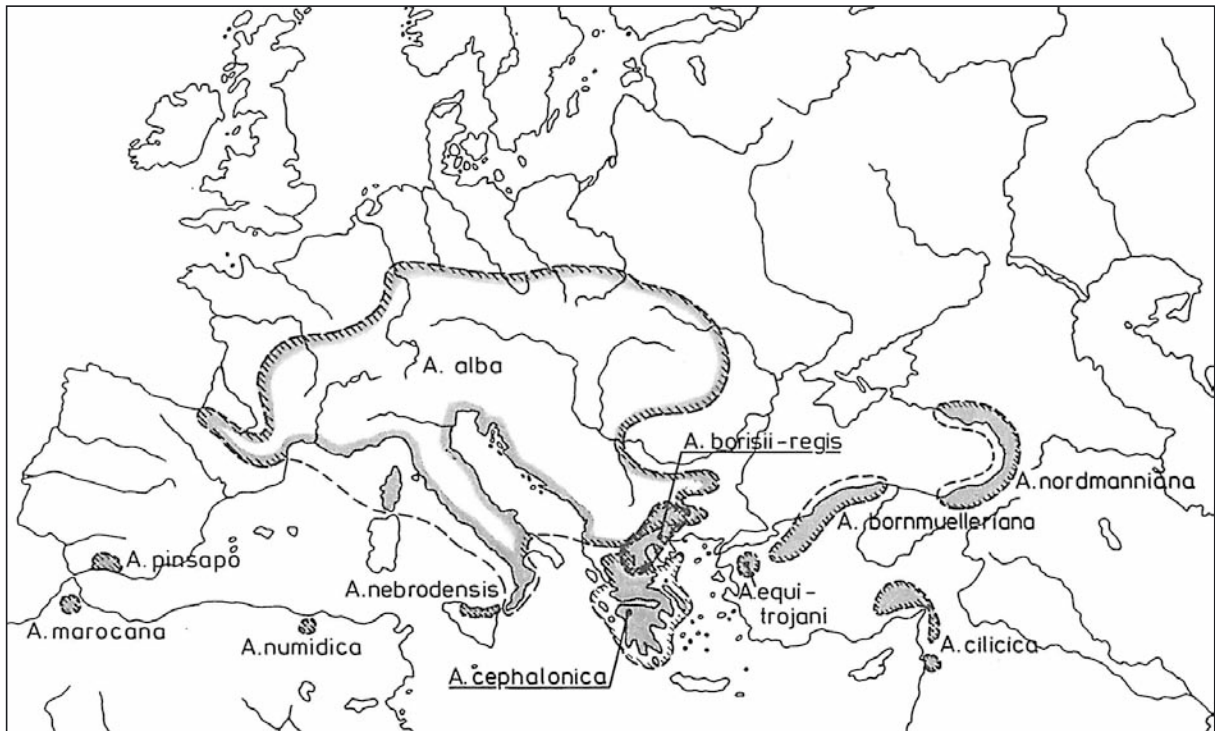 A. alba
A. borisii-regis
A. nordmanniana
A. bornmuelleriana
A. pinsapo
A. nebrodensis
A. equi-
trojani
A. marocana
A. numidica
A. cilicica
A. cephalonica